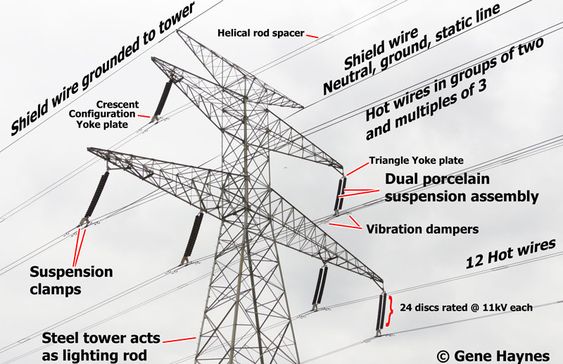 Shield wire grounded to tower
Helical rod spacer
Shield wire
Neutral, ground, static line
Hot wires in groups of two
and multiples of 3
Crescent
Configuration
Yoke plate
Triangle Yoke plate
Dual porcelain
suspension assembly
Vibration dampers
12 Hot wires
Suspension
clamps
24 discs rated @ 11kV each
Steel tower acts
as lighting rod
© Gene Haynes